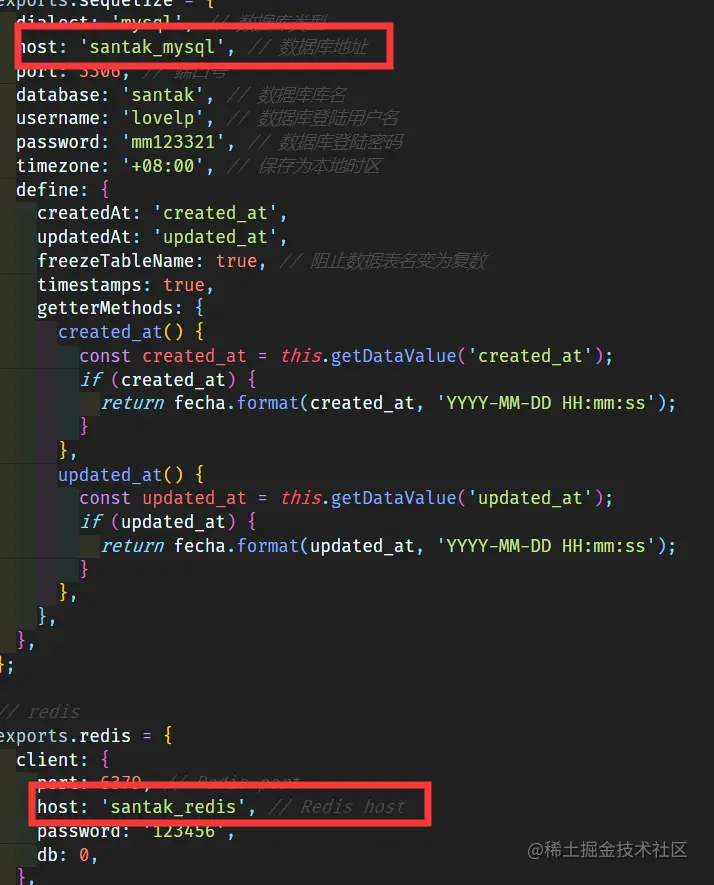 exports.sequelize = {
dialect: 'mysql', // 数据库类型
host: 'santak_mysql', // 数据库地址
port: 3306, // 端口号
database: 'santak', // 数据库库名
username: 'lovelp', // 数据库登陆用户名
password: 'mm123321', // 数据库登陆密码
timezone: '+08:00', // 保存为本地时区
define: {
createdAt: 'created_at',
updatedAt: 'updated_at',
freezeTableName: true, // 阻止数据表名变为复数
timestamps: true,
getterMethods: {
created_at() {
const created_at = this.getDataValue('created_at');
if (created_at) {
return fecha.format(created_at, 'YYYY-MM-DD HH:mm:ss');
}
},
updated_at() {
const updated_at = this.getDataValue('updated_at');
if (updated_at) {
return fecha.format(updated_at, 'YYYY-MM-DD HH:mm:ss');
}
},
},
},
};
// redis
exports.redis = {
client: {
port: 6379, // Redis port
host: 'santak_redis', // Redis host
password: '123456',
db: 0,
},
@稀土掘金技术社区